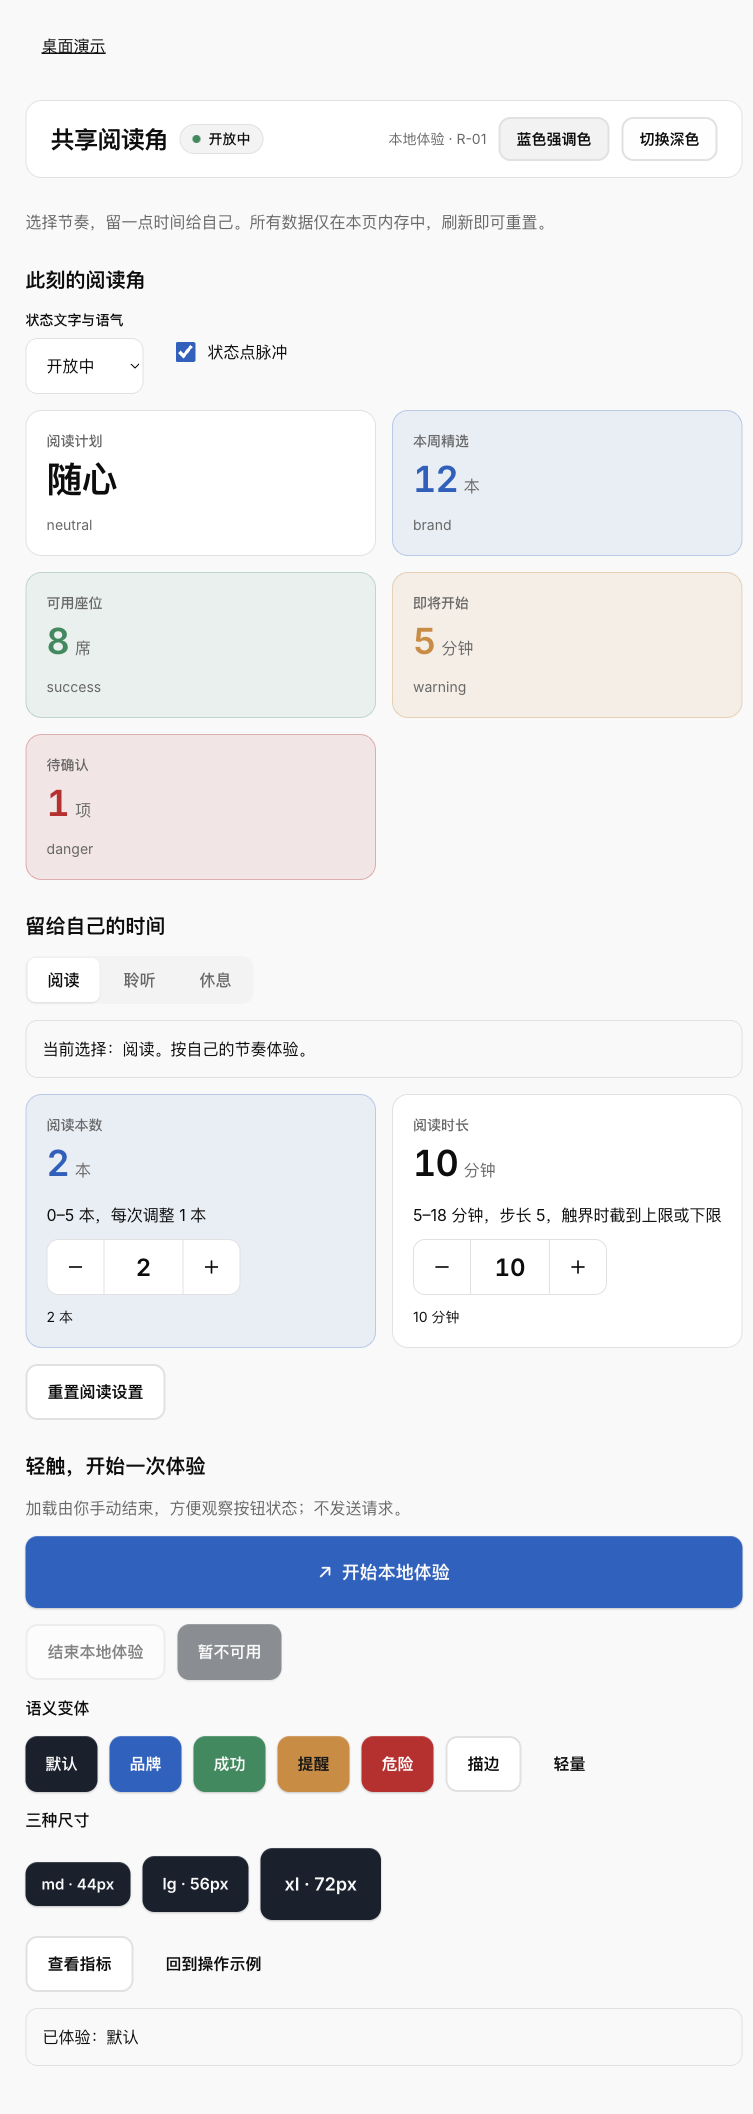 桌面演示
共享阅读角
开放中
本地体验 · R-01
蓝色强调色
切换深色
选择节奏，留一点时间给自己。所有数据仅在本页内存中，刷新即可重置。
此刻的阅读角
状态文字与语气
开放中
状态点脉冲
阅读计划
随心
neutral
本周精选
12 本
brand
可用座位
8 席
success
即将开始
5 分钟
warning
待确认
1 项
danger
留给自己的时间
阅读
聆听
休息
当前选择：阅读。按自己的节奏体验。
阅读本数
2 本
0–5 本，每次调整 1 本
− 2 +
2 本
阅读时长
10 分钟
5–18 分钟，步长 5，触界时截到上限或下限
− 10 +
10 分钟
重置阅读设置
轻触，开始一次体验
加载由你手动结束，方便观察按钮状态；不发送请求。
↗ 开始本地体验
结束本地体验
暂不可用
语义变体
默认
品牌
成功
提醒
危险
描边
轻量
三种尺寸
md · 44px
lg · 56px
xl · 72px
查看指标
回到操作示例
已体验：默认